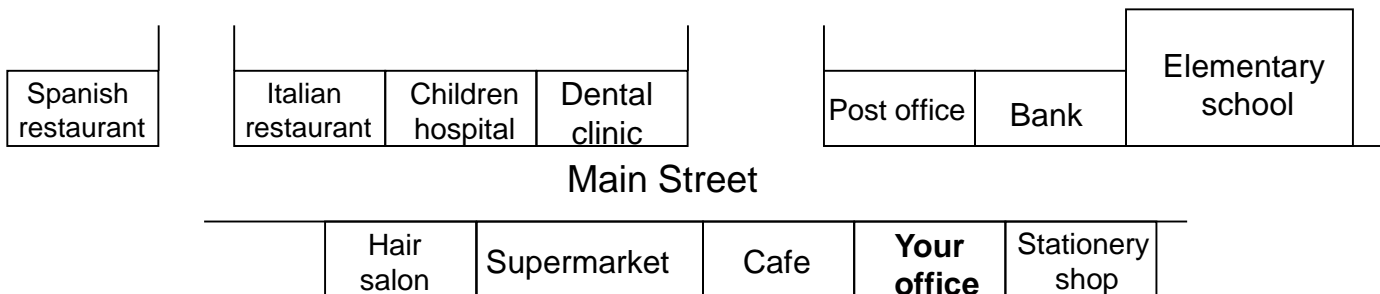 Spanish
restaurant
Italian
restaurant
Children
hospital
Dental
clinic
Post office
Bank
Elementary
school
Main Street
Hair
salon
Supermarket
Cafe
Your
office
Stationery
shop